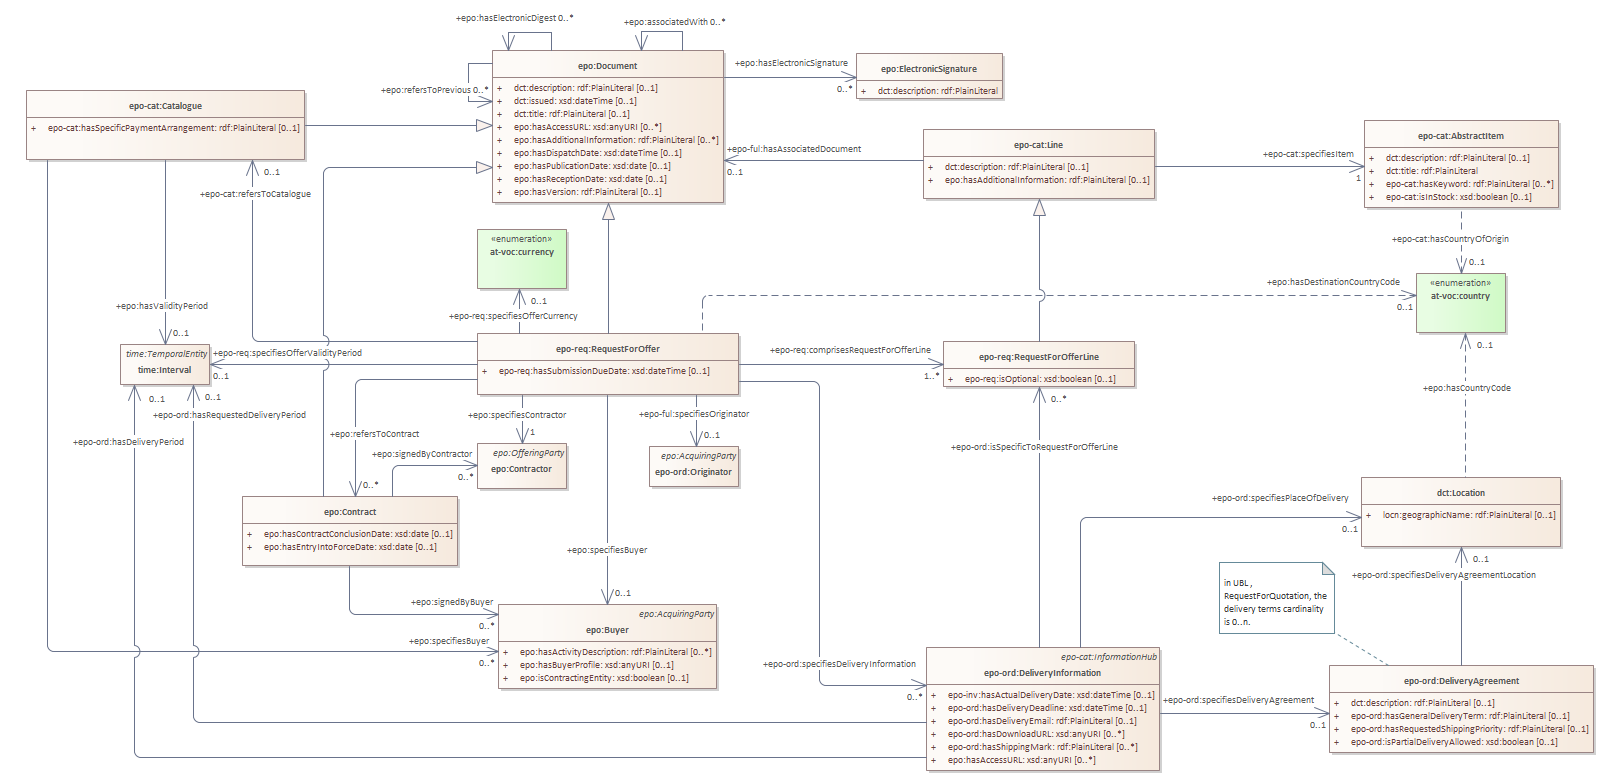 +epo:hasElectronicDigest 0..*
+epo:associatedWith 0..*
epo:Document
+ dct:description: rdf:PlainLiteral [0..1]
+ dct:issued: xsd:dateTime [0..1]
+ dct:title: rdf:PlainLiteral [0..1]
+ epo:hasAccessURL: xsd:anyURI [0..*]
+ epo:hasAdditionalInformation: rdf:PlainLiteral [0..*]
+ epo:hasDispatchDate: xsd:dateTime [0..1]
+ epo:hasPublicationDate: xsd:date [0..1]
+ epo:hasReceptionDate: xsd:date [0..1]
+ epo:hasVersion: rdf:PlainLiteral [0..1]
+epo:refersToPrevious 0..*
+epo:hasElectronicSignature
0..*
epo:ElectronicSignature
+ dct:description: rdf:PlainLiteral
epo-cat:Catalogue
+ epo-cat:hasSpecificPaymentArrangement: rdf:PlainLiteral [0..1]
0..1
+epo-cat:refersToCatalogue
+epo-ful:hasAssociatedDocument
0..1
epo-cat:Line
+ dct:description: rdf:PlainLiteral [0..1]
+ epo:hasAdditionalInformation: rdf:PlainLiteral [0..1]
+epo-cat:specifiesItem
1
epo-cat:AbstractItem
+ dct:description: rdf:PlainLiteral [0..1]
+ dct:title: rdf:PlainLiteral
+ epo-cat:hasKeyword: rdf:PlainLiteral [0..*]
+ epo-cat:isInStock: xsd:boolean [0..1]
+epo-cat:hasCountryOfOrigin
0..1
«enumeration»
at-voc:currency
0..1
+epo-req:specifiesOfferCurrency
+epo:hasDestinationCountryCode
0..1
«enumeration»
at-voc:country
0..1
+epo:hasCountryCode
+epo:hasValidityPeriod
0..1
time:TemporalEntity
time:Interval
+epo-req:specifiesOfferValidityPeriod
0..1
epo-req:RequestForOffer
+ epo-req:hasSubmissionDueDate: xsd:dateTime [0..1]
+epo-req:comprisesRequestForOfferLine
1..*
epo-req:RequestForOfferLine
+ epo-req:isOptional: xsd:boolean [0..1]
0..*
0..1
0..1
+epo-ord:hasRequestedDeliveryPeriod
+epo-ord:hasDeliveryPeriod
+epo:refersToContract
0..*
+epo:specifiesContractor
1
+epo-ful:specifiesOriginator
0..1
+epo:signedByContractor
0..*
epo:OfferingParty
epo:Contractor
epo:AcquiringParty
epo-ord:Originator
+epo-ord:isSpecificToRequestForOfferLine
epo:Contract
+ epo:hasContractConclusionDate: xsd:date [0..1]
+ epo:hasEntryIntoForceDate: xsd:date [0..1]
+epo-ord:specifiesPlaceOfDelivery
0..1
dct:Location
+ locn:geographicName: rdf:PlainLiteral [0..1]
0..1
+epo-ord:specifiesDeliveryAgreementLocation
+epo:specifiesBuyer
0..1
in UBL ,
RequestForQuotation, the
delivery terms cardinality
is 0..n.
+epo:signedByBuyer
0..*
+epo:specifiesBuyer
0..*
epo:AcquiringParty
epo:Buyer
+ epo:hasActivityDescription: rdf:PlainLiteral [0..*]
+ epo:hasBuyerProfile: xsd:anyURI [0..1]
+ epo:isContractingEntity: xsd:boolean [0..1]
+epo-ord:specifiesDeliveryInformation
0..*
epo-cat:InformationHub
epo-ord:DeliveryInformation
+ epo-inv:hasActualDeliveryDate: xsd:dateTime [0..1]
+ epo-ord:hasDeliveryDeadline: xsd:dateTime [0..1]
+ epo-ord:hasDeliveryEmail: rdf:PlainLiteral [0..1]
+ epo-ord:hasDownloadURL: xsd:anyURI [0..*]
+ epo-ord:hasShippingMark: rdf:PlainLiteral [0..*]
+ epo:hasAccessURL: xsd:anyURI [0..*]
+epo-ord:specifiesDeliveryAgreement
0..1
epo-ord:DeliveryAgreement
+ dct:description: rdf:PlainLiteral [0..1]
+ epo-ord:hasGeneralDeliveryTerm: rdf:PlainLiteral [0..1]
+ epo-ord:hasRequestedShippingPriority: rdf:PlainLiteral [0..1]
+ epo-ord:isPartialDeliveryAllowed: xsd:boolean [0..1]